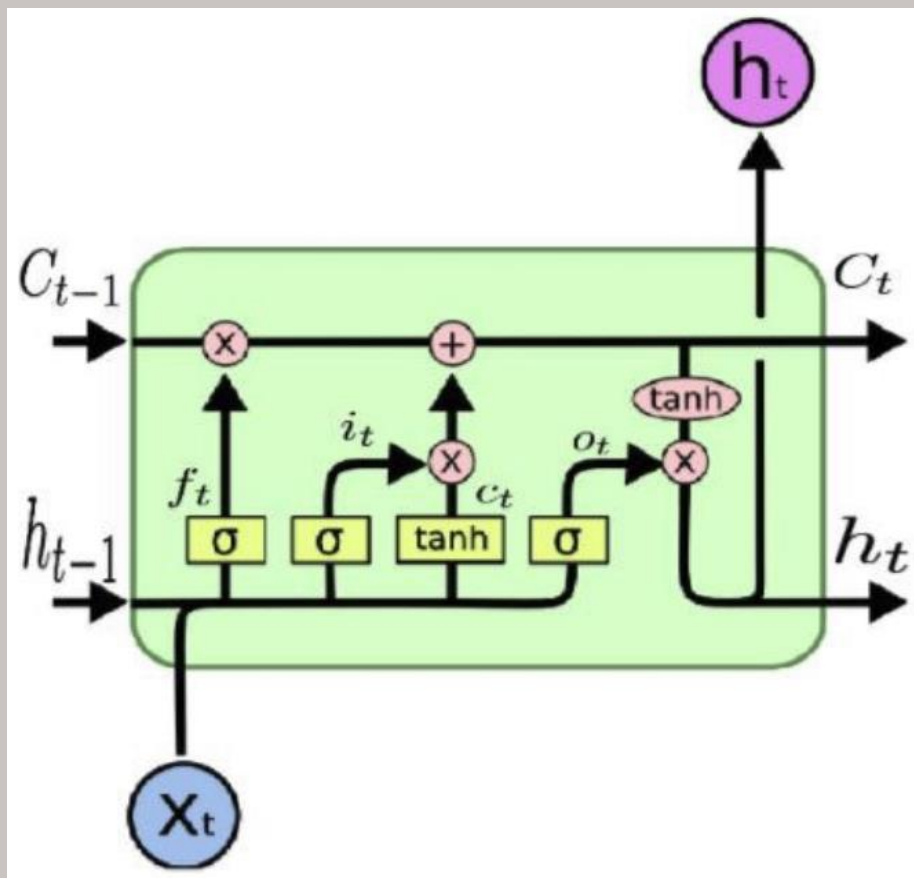 hₜ
Cₜ₋₁
Cₜ
x
+
tanh
iₜ
oₜ
x
x
fₜ
cₜ
hₜ₋₁
σ
σ
tanh
σ
hₜ
Xₜ